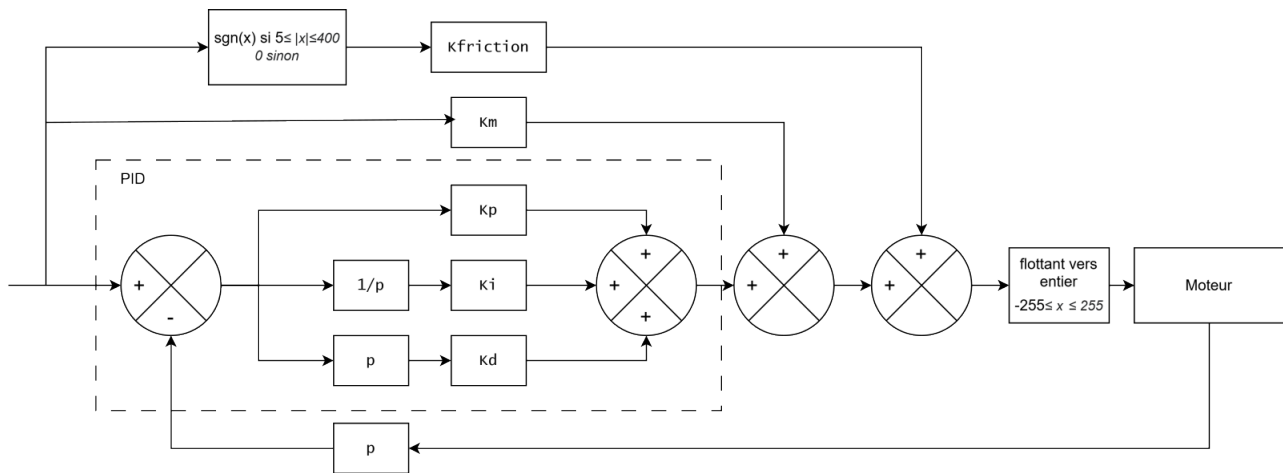 sgn(x) si 5≤ |x|≤400
0 sinon
Kfriction
Km
PID
Kp
+
+
+
+
-
1/p
Ki
+
+
+
+
+
p
Kd
flottant vers
entier
-255≤ x ≤ 255
Moteur
p